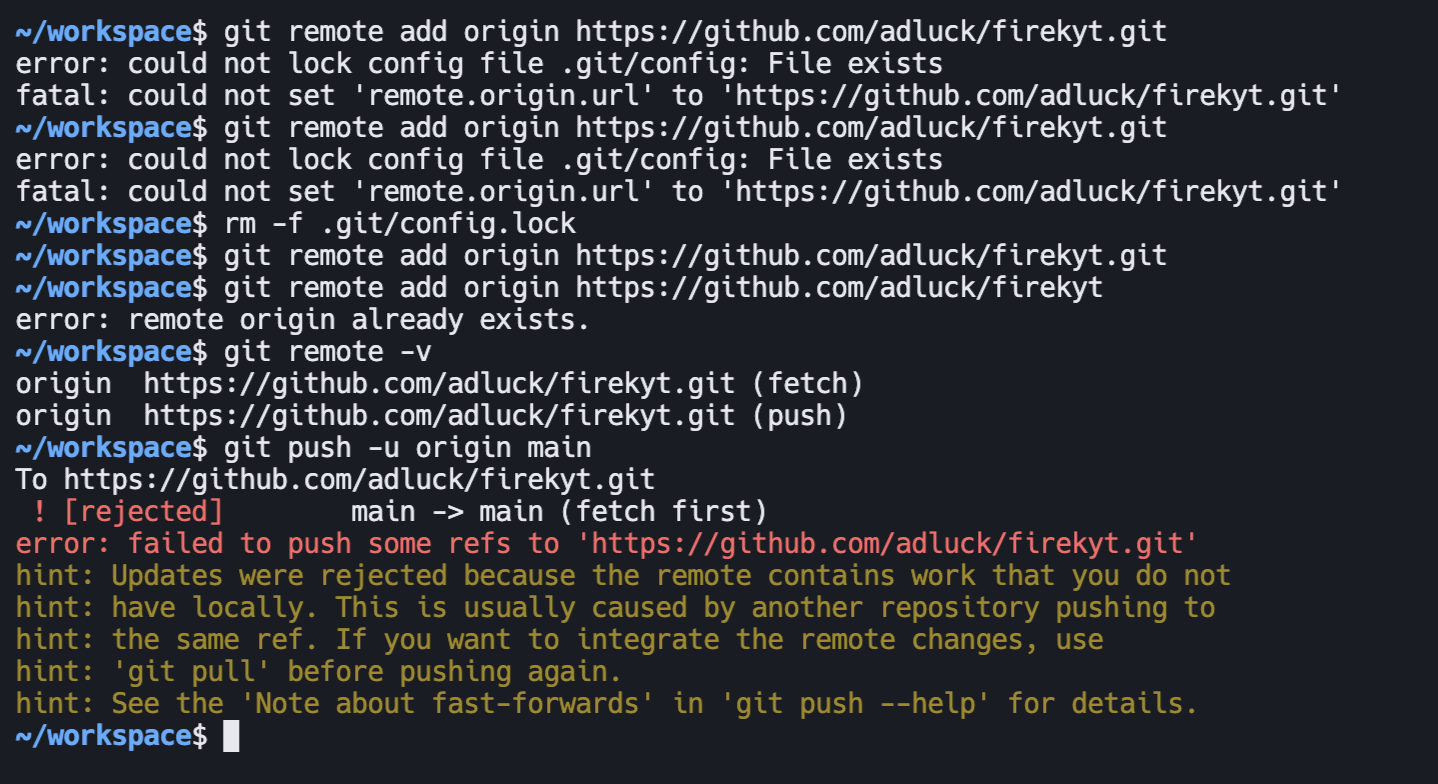 ~/workspace$ git remote add origin https://github.com/adluck/firekyt.git
error: could not lock config file .git/config: File exists
fatal: could not set 'remote.origin.url' to 'https://github.com/adluck/firekyt.git'
~/workspace$ git remote add origin https://github.com/adluck/firekyt.git
error: could not lock config file .git/config: File exists
fatal: could not set 'remote.origin.url' to 'https://github.com/adluck/firekyt.git'
~/workspace$ rm -f .git/config.lock
~/workspace$ git remote add origin https://github.com/adluck/firekyt.git
~/workspace$ git remote add origin https://github.com/adluck/firekyt
error: remote origin already exists.
~/workspace$ git remote -v
origin  https://github.com/adluck/firekyt.git (fetch)
origin  https://github.com/adluck/firekyt.git (push)
~/workspace$ git push -u origin main
To https://github.com/adluck/firekyt.git
 ! [rejected]        main -> main (fetch first)
error: failed to push some refs to 'https://github.com/adluck/firekyt.git'
hint: Updates were rejected because the remote contains work that you do not
hint: have locally. This is usually caused by another repository pushing to
hint: the same ref. If you want to integrate the remote changes, use
hint: 'git pull' before pushing again.
hint: See the 'Note about fast-forwards' in 'git push --help' for details.
~/workspace$